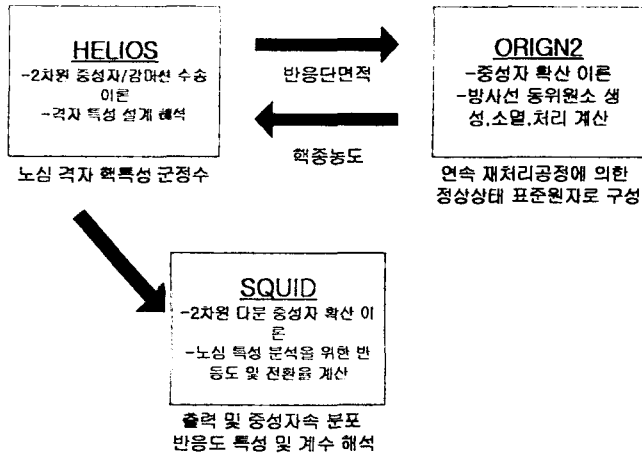 HELIOS
-2차원 중성자/감마선 수송
이론
-격자 특성 설계 해석
노심 격자 핵특성 군정수
반응단면적
핵종농도
ORIGN2
-중성자 확산 이론
-방사선 동위원소 생
성,소멸,처리 계산
연속 재처리공정에 의한
정상상태 표준원자로 구성
SQUID
-2차원 다군 중성자 확산 이
론
-노심 특성 분석을 위한 반
응도 및 전환율 계산
출력 및 중성자속 분포
반응도 특성 및 계수 해석